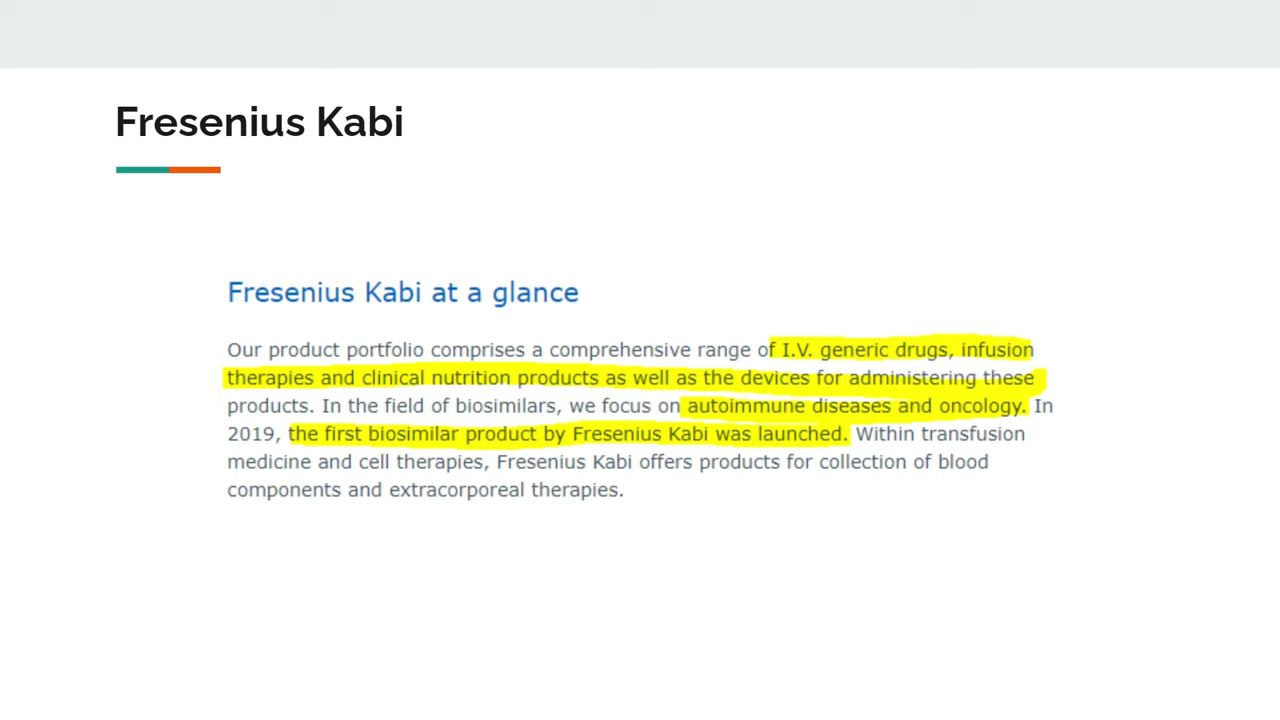 Fresenius Kabi
Fresenius Kabi at a glance
Our product portfolio comprises a comprehensive range of I.V. generic drugs, infusion
therapies and clinical nutrition products as well as the devices for administering these
products. In the field of biosimilars, we focus on autoimmune diseases and oncology. In
2019, the first biosimilar product by Fresenius Kabi was launched. Within transfusion
medicine and cell therapies, Fresenius Kabi offers products for collection of blood
components and extracorporeal therapies.